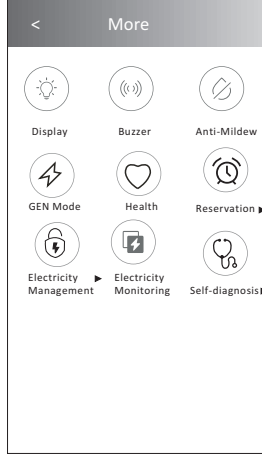 < More
Display Buzzer Anti-Mildew
GEN Mode Health Reservation ▶
Electricity ▶ Electricity
Management Monitoring Self-diagnosis